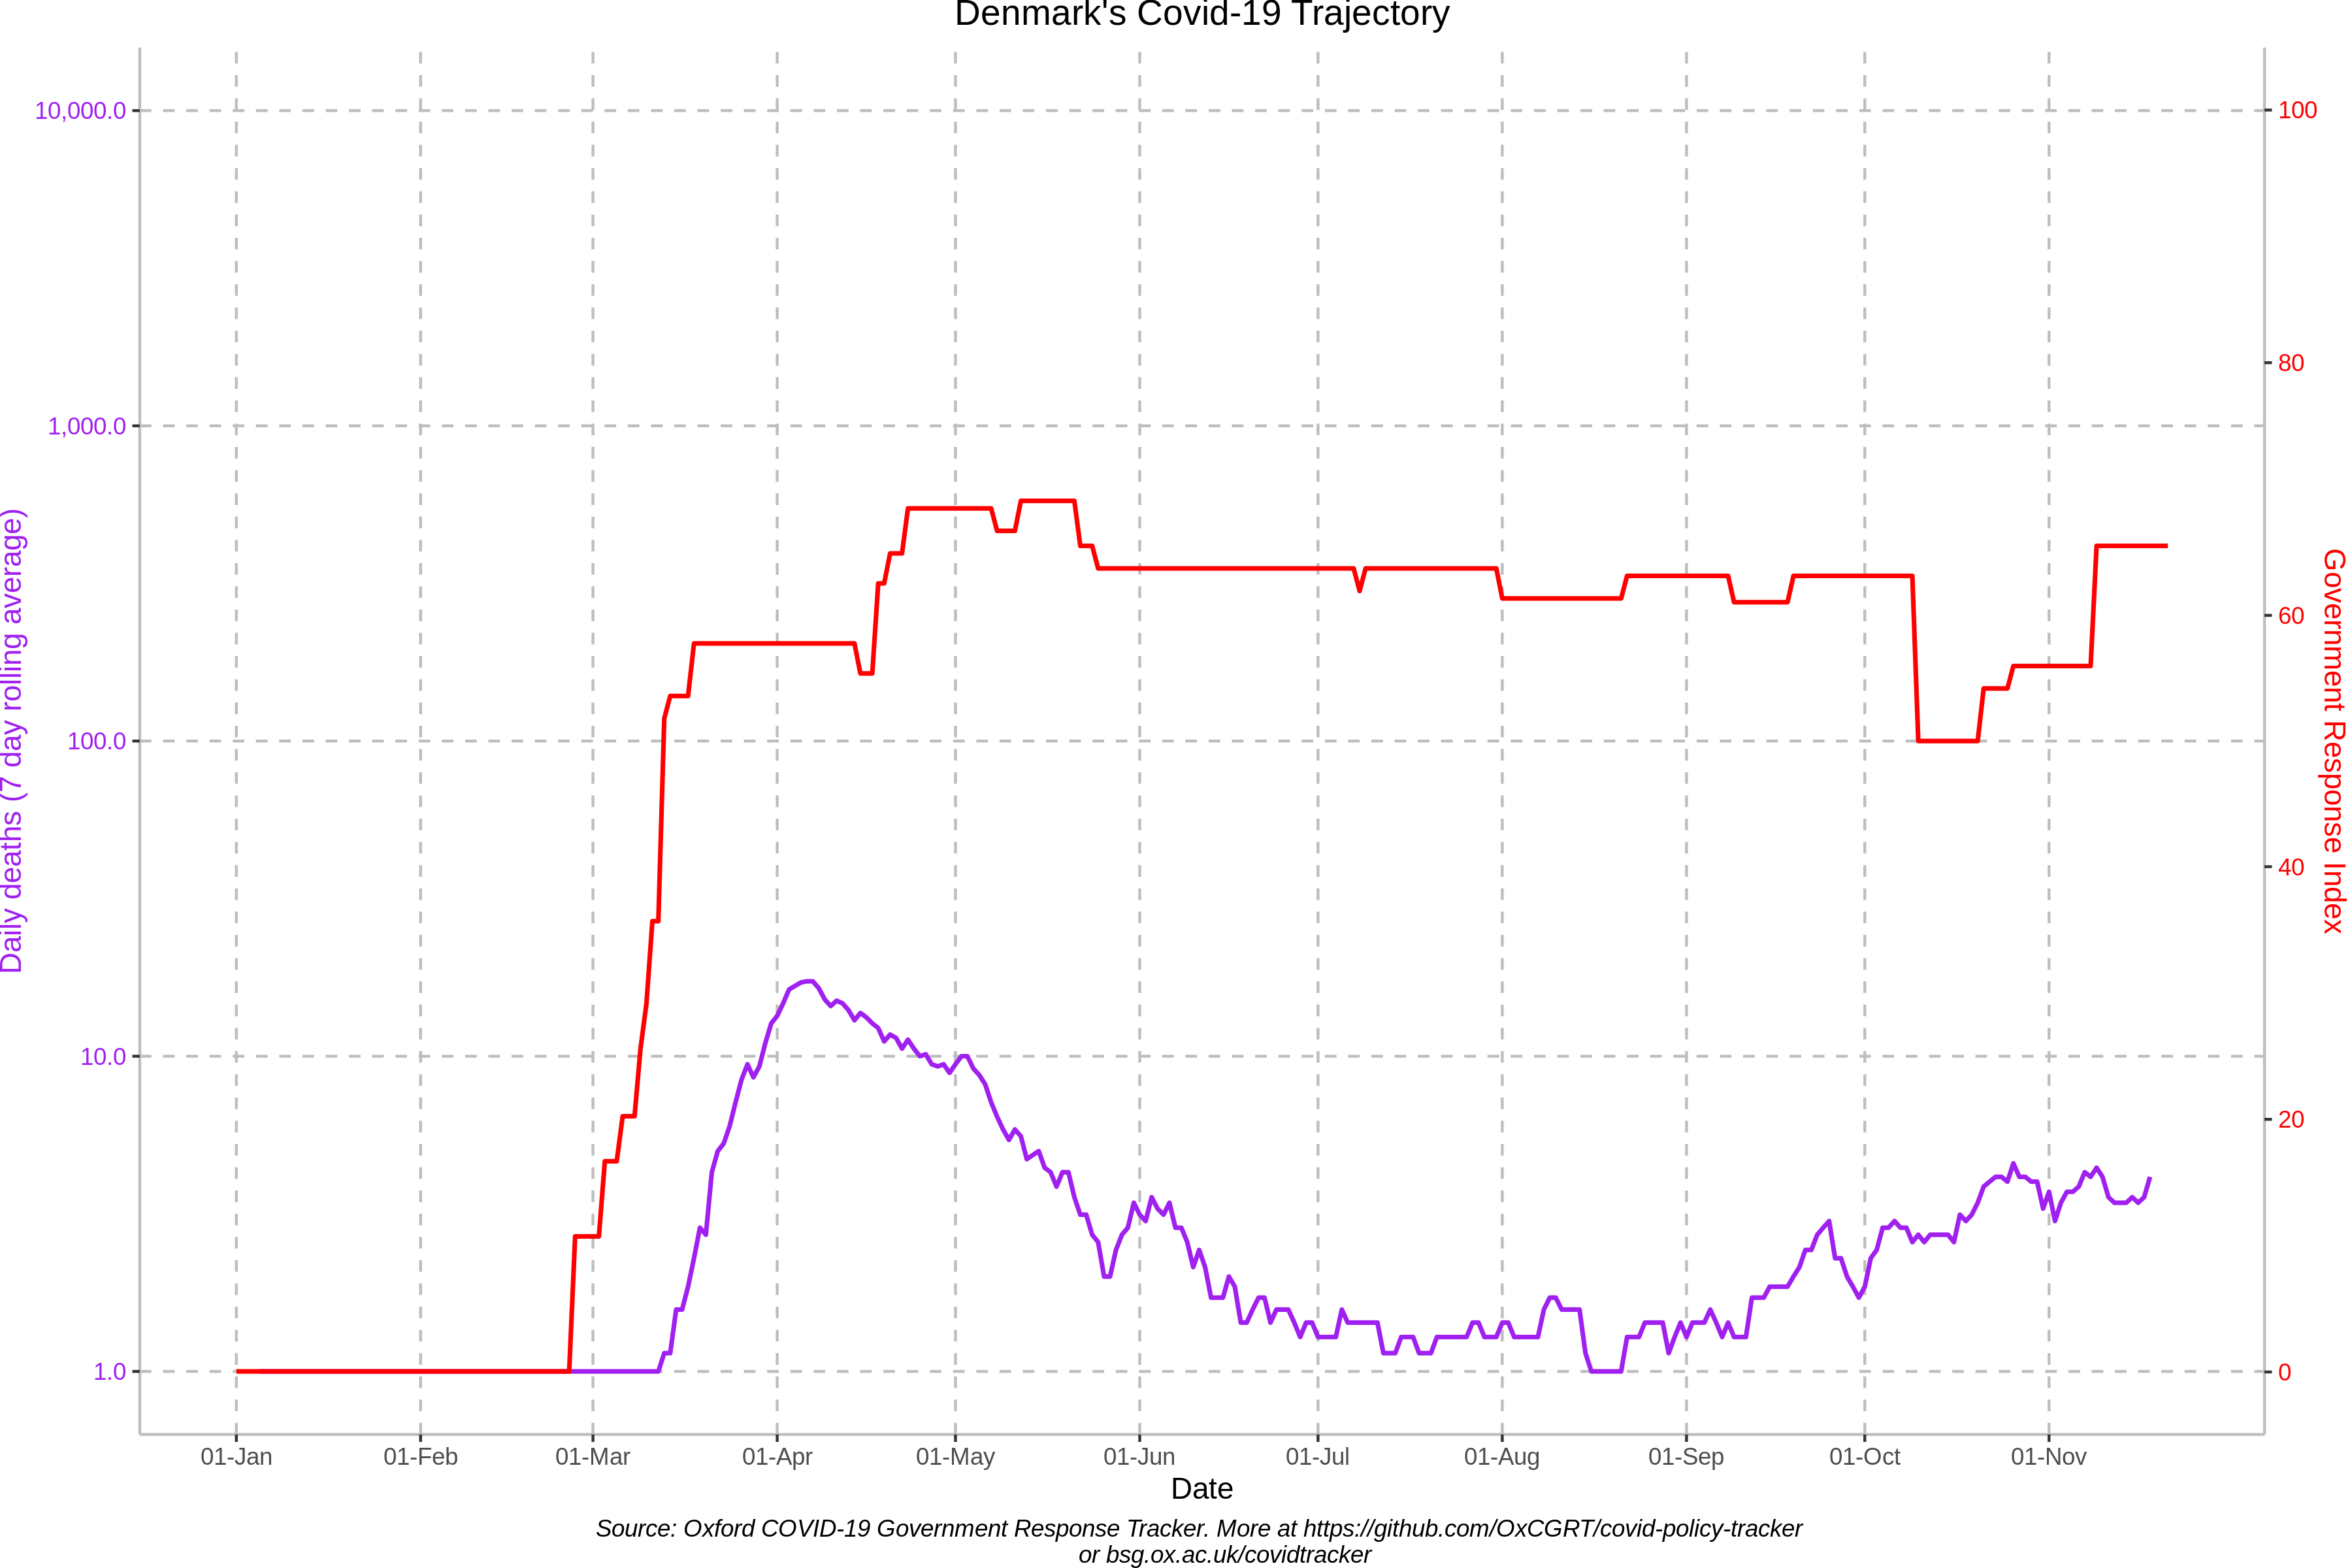 Denmark's Covid-19 Trajectory
10,000.0
1,000.0
100.0
10.0
1.0
Daily deaths (7 day rolling average)
100
80
60
40
20
0
Government Response Index
01-Jan 01-Feb 01-Mar 01-Apr 01-May 01-Jun 01-Jul 01-Aug 01-Sep 01-Oct 01-Nov
Date
Source: Oxford COVID-19 Government Response Tracker. More at https://github.com/OxCGRT/covid-policy-tracker
or bsg.ox.ac.uk/covidtracker